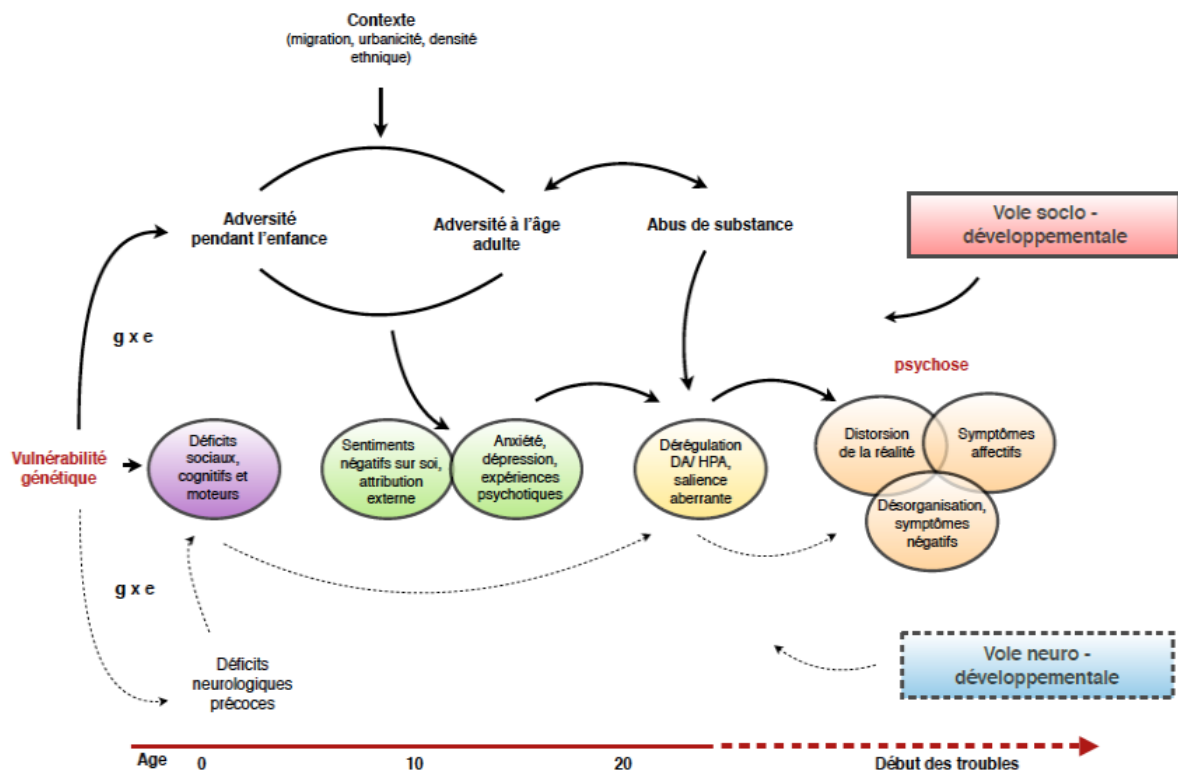 Contexte
(migration, urbanicité, densité
ethnique)
Adversité
pendant l'enfance
Adversité à l'âge
adulte
Abus de substance
Voie socio -
développementale
g x e
psychose
Vulnérabilité
génétique
Déficits
sociaux,
cognitifs et
moteurs
Sentiments
négatifs sur soi,
attribution
externe
Anxiété,
dépression,
expériences
psychotiques
Dérégulation
DA/ HPA,
salience
aberrante
Distorsion
de la réalité
Symptômes
affectifs
Désorganisation,
symptômes
négatifs
g x e
Déficits
neurologiques
précoces
Voie neuro -
développementale
Age 0 10 20 Début des troubles